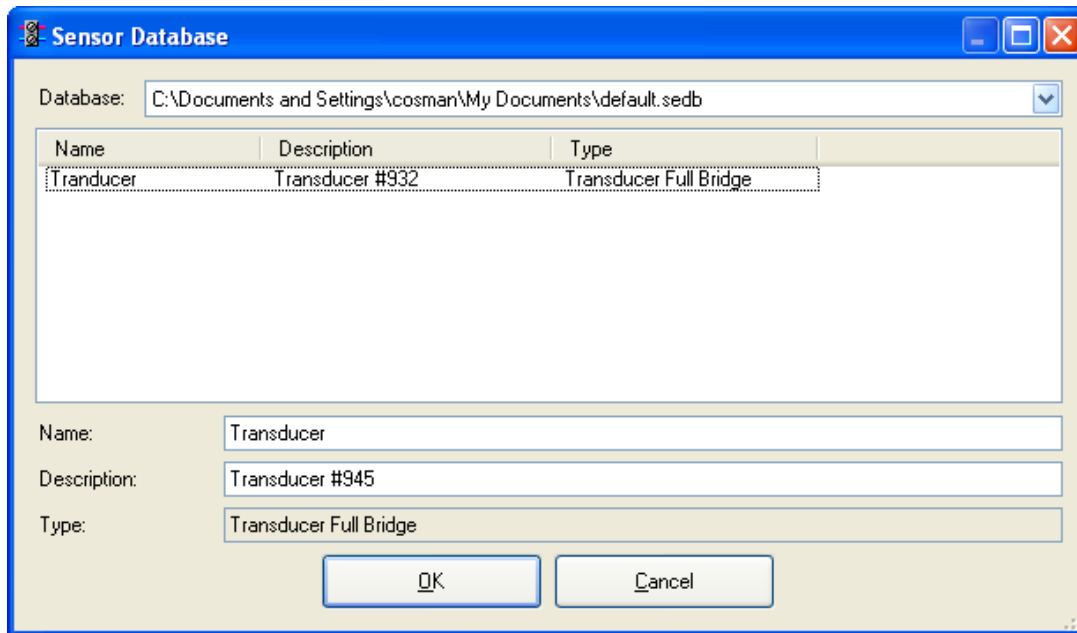 Sensor Database
Database: C:\Documents and Settings\cosman\My Documents\default.sedb
Name Description Type
Tranducer Transducer #932 Transducer Full Bridge
Name: Transducer
Description: Transducer #945
Type: Transducer Full Bridge
OK Cancel